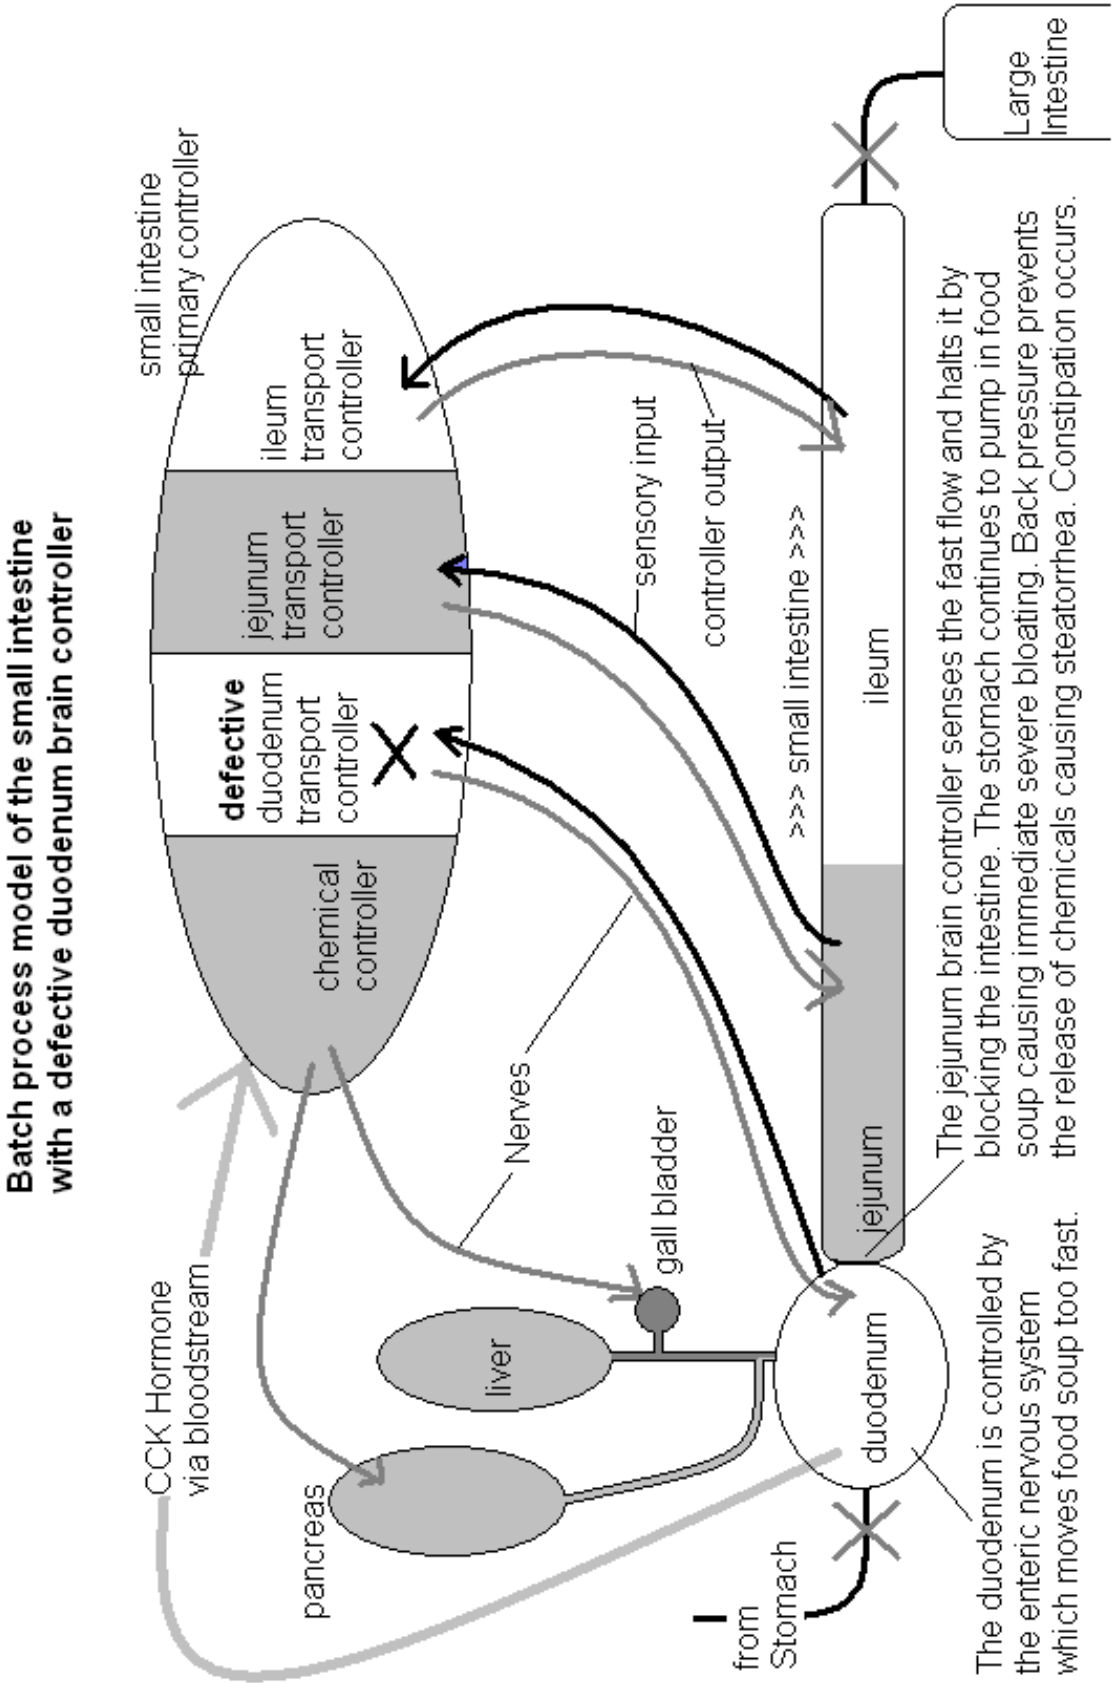 Batch process model of the small intestine
with a defective duodenum brain controller
small intestine
primary controller
CCK Hormone
via bloodstream
chemical
controller
defective
duodenum
transport
controller
jejunum
transport
controller
ileum
transport
controller
pancreas
liver
gall bladder
Nerves
sensory input
controller output
>>> small intestine >>>
from
Stomach
duodenum
jejunum
ileum
Large
Intestine
The duodenum is controlled by
the enteric nervous system
which moves food soup too fast.
The jejunum brain controller senses the fast flow and halts it by
blocking the intestine. The stomach continues to pump in food
soup causing immediate severe bloating. Back pressure prevents
the release of chemicals causing steatorrhea. Constipation occurs.